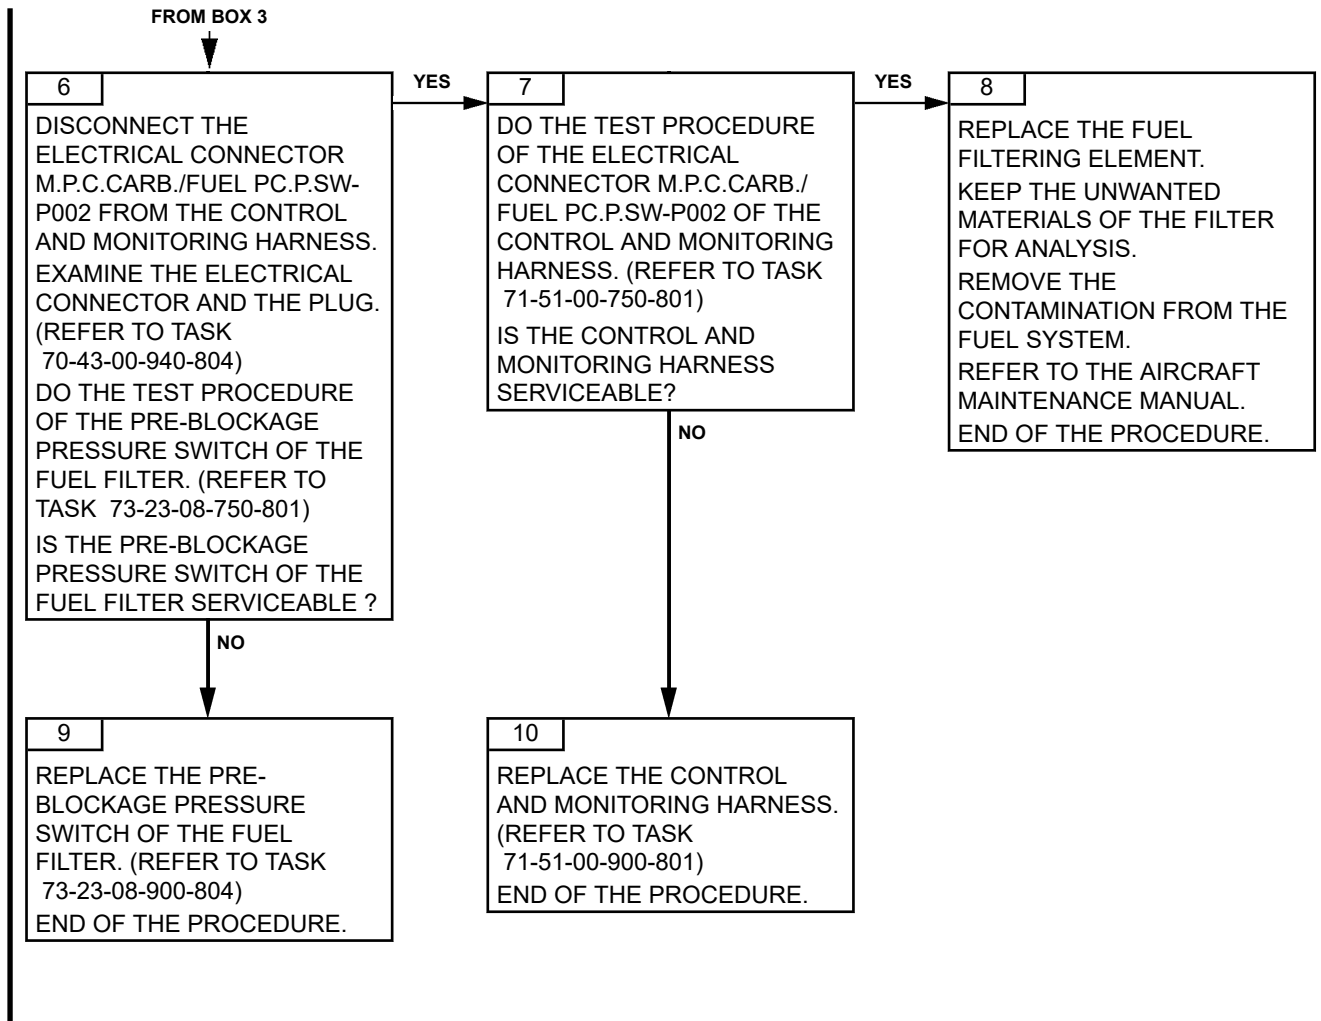 FROM BOX 3
6
DISCONNECT THE
ELECTRICAL CONNECTOR
M.P.C.CARB./FUEL PC.P.SW-
P002 FROM THE CONTROL
AND MONITORING HARNESS.
EXAMINE THE ELECTRICAL
CONNECTOR AND THE PLUG.
(REFER TO TASK
70-43-00-940-804)
DO THE TEST PROCEDURE
OF THE PRE-BLOCKAGE
PRESSURE SWITCH OF THE
FUEL FILTER. (REFER TO
TASK 73-23-08-750-801)
IS THE PRE-BLOCKAGE
PRESSURE SWITCH OF THE
FUEL FILTER SERVICEABLE ?
YES
7
DO THE TEST PROCEDURE
OF THE ELECTRICAL
CONNECTOR M.P.C.CARB./
FUEL PC.P.SW-P002 OF THE
CONTROL AND MONITORING
HARNESS. (REFER TO TASK
71-51-00-750-801)
IS THE CONTROL AND
MONITORING HARNESS
SERVICEABLE?
YES
8
REPLACE THE FUEL
FILTERING ELEMENT.
KEEP THE UNWANTED
MATERIALS OF THE FILTER
FOR ANALYSIS.
REMOVE THE
CONTAMINATION FROM THE
FUEL SYSTEM.
REFER TO THE AIRCRAFT
MAINTENANCE MANUAL.
END OF THE PROCEDURE.
NO
NO
9
REPLACE THE PRE-
BLOCKAGE PRESSURE
SWITCH OF THE FUEL
FILTER. (REFER TO TASK
73-23-08-900-804)
END OF THE PROCEDURE.
10
REPLACE THE CONTROL
AND MONITORING HARNESS.
(REFER TO TASK
71-51-00-900-801)
END OF THE PROCEDURE.